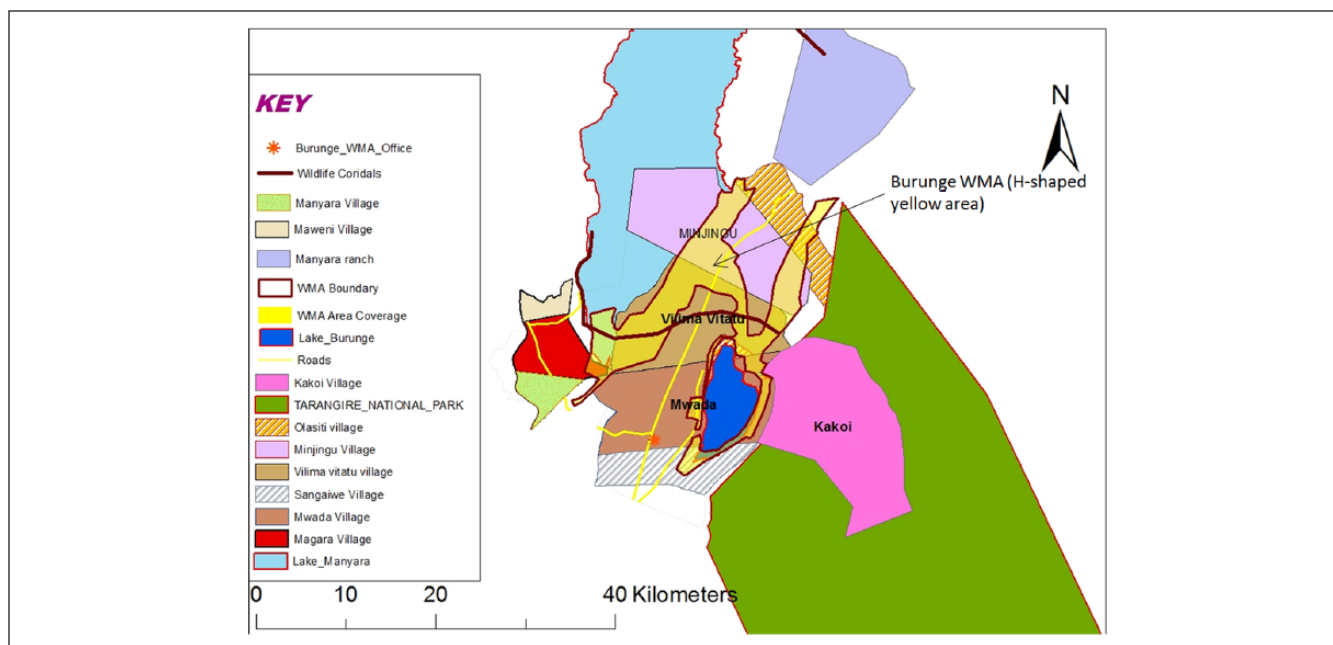 KEY
Burunge_WMA_Office
Wildlife Coridals
Manyara Village
Maweni Village
Manyara ranch
WMA Boundary
WMA Area Coverage
Lake_Burunge
Roads
Kakoi Village
TARANGIRE_NATIONAL_PARK
Olasiti village
Minjingu Village
Vilima vitatu village
Sangaiwe Village
Mwada Village
Magara Village
Lake_Manyara
0 10 20 40 Kilometers
N
Burunge WMA (H-shaped
yellow area)
MINJINGU
Vilima Vitatu
Mwada
Kakoi